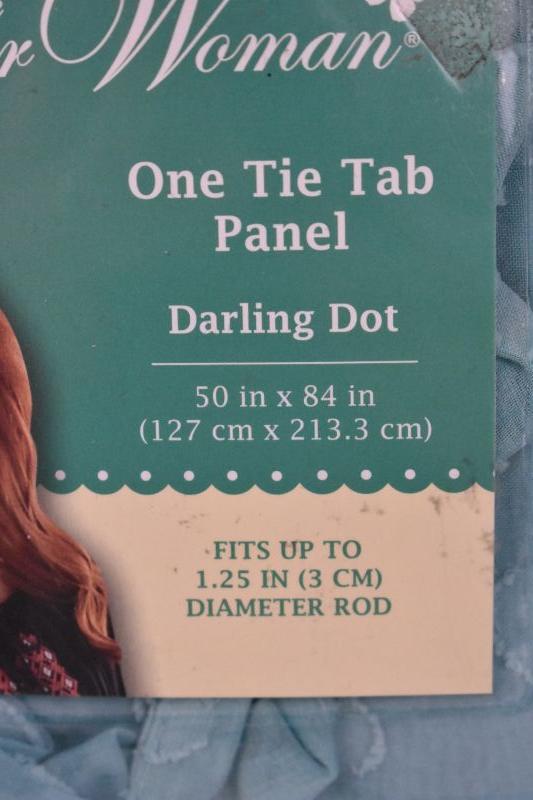 Woman®
One Tie Tab
Panel
Darling Dot
50 in x 84 in
(127 cm x 213.3 cm)
FITS UP TO
1.25 IN (3 CM)
DIAMETER ROD